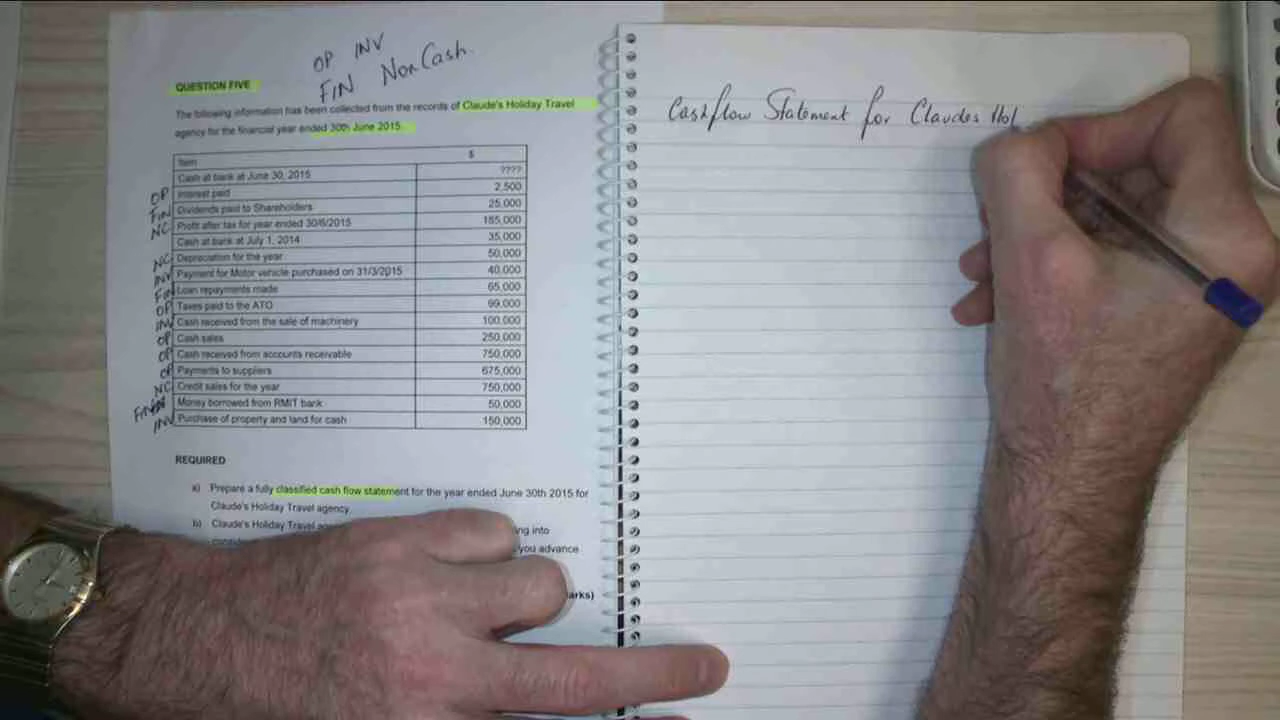 OP INV
FIN NonCash.
QUESTION FIVE
The following information has been collected from the records of Claude's Holiday Travel
agency for the financial year ended 30th June 2015.
Item $
Cash at bank at June 30, 2015 ????
OP Interest paid 2,500
FIN Dividends paid to Shareholders 25,000
NC Profit after tax for year ended 30/6/2015 185,000
Cash at bank at July 1, 2014 35,000
NC Depreciation for the year 50,000
INV Payment for Motor vehicle purchased on 31/3/2015 40,000
FIN Loan repayments made 65,000
OP Taxes paid to the ATO 99,000
INV Cash received from the sale of machinery 100,000
OP Cash sales 250,000
OP Cash received from accounts receivable 750,000
OP Payments to suppliers 675,000
NC Credit sales for the year 750,000
FIN Money borrowed from RMIT bank 50,000
INV Purchase of property and land for cash 150,000
REQUIRED
a) Prepare a fully classified cash flow statement for the year ended June 30th 2015 for
Claude's Holiday Travel agency.
b) Claude's Holiday Travel ing into
you advance
arks)
Cashflow Statement for Claudes Hol